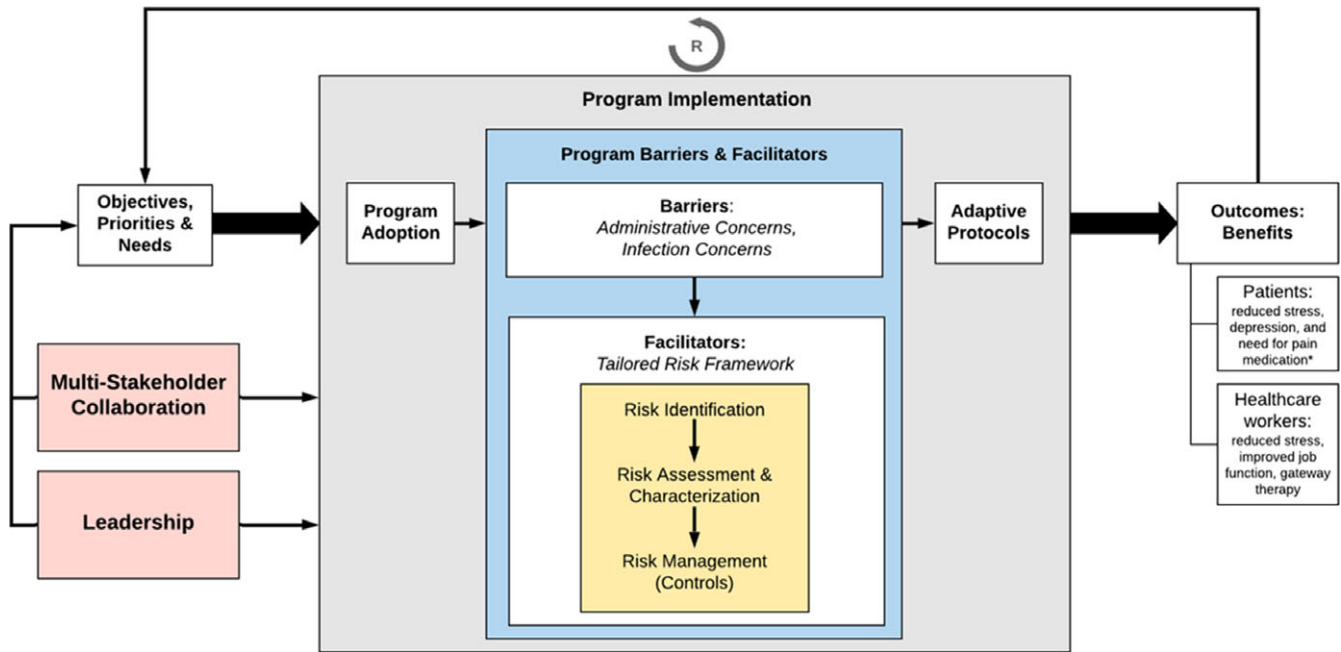 R
Program Implementation
Program Barriers & Facilitators
Objectives,
Priorities &
Needs
Program
Adoption
Barriers:
Administrative Concerns,
Infection Concerns
Adaptive
Protocols
Outcomes:
Benefits
Patients:
reduced stress,
depression, and
need for pain
medication*
Healthcare
workers:
reduced stress,
improved job
function, gateway
therapy
Multi-Stakeholder
Collaboration
Leadership
Facilitators:
Tailored Risk Framework
Risk Identification
Risk Assessment &
Characterization
Risk Management
(Controls)